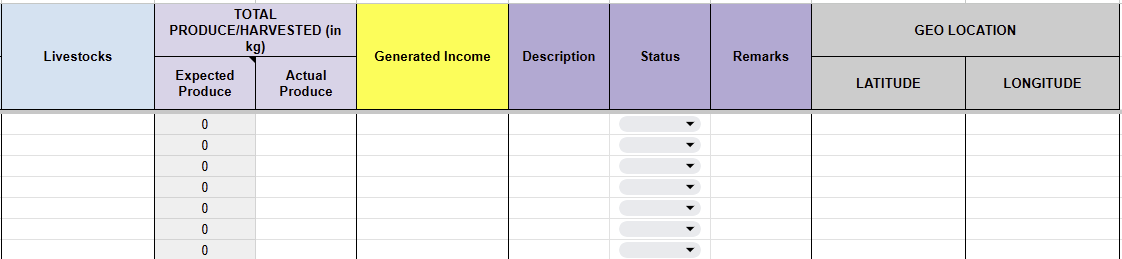 Livestocks
TOTAL
PRODUCE/HARVESTED (in
kg)
Expected
Produce
Actual
Produce
Generated Income
Description
Status
Remarks
GEO LOCATION
LATITUDE
LONGITUDE
0
0
0
0
0
0
0